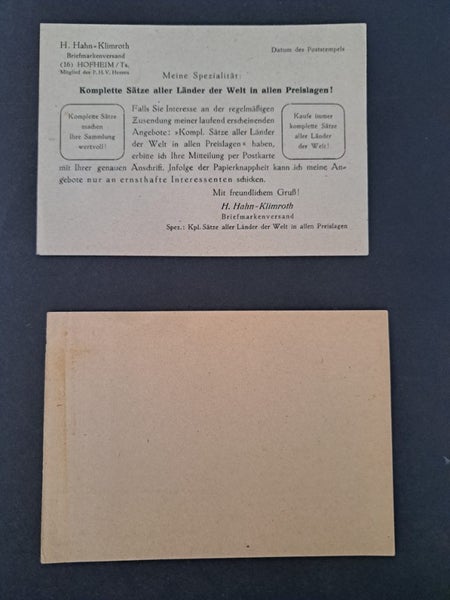 H. Hahn-Klimroth
Briefmarkenversand
(16) HOFHEIM/Ts.
Mitglied des P.H.V. Hessen
Datum des Poststempels
Meine Spezialität:
Komplette Sätze aller Länder der Welt in allen Preislagen!
Komplette Sätze
machen
Ihre Sammlung
wertvoll!
Falls Sie Interesse an der regelmäßigen
Zusendung meiner laufend erscheinenden
Angebote: »Kompl. Sätze aller Länder
der Welt in allen Preislagen« haben,
erbitte ich Ihre Mitteilung per Postkarte
Kaufe immer
komplette Sätze
aller Länder
der Welt!
mit Ihrer genauen Anschrift. Infolge der Papierknappheit kann ich meine An-
gebote nur an ernsthafte Interessenten schicken.
Mit freundlichem Gruß!
H. Hahn-Klimroth
Briefmarkenversand
Spez.: Kpl. Sätze aller Länder der Welt in allen Preislagen